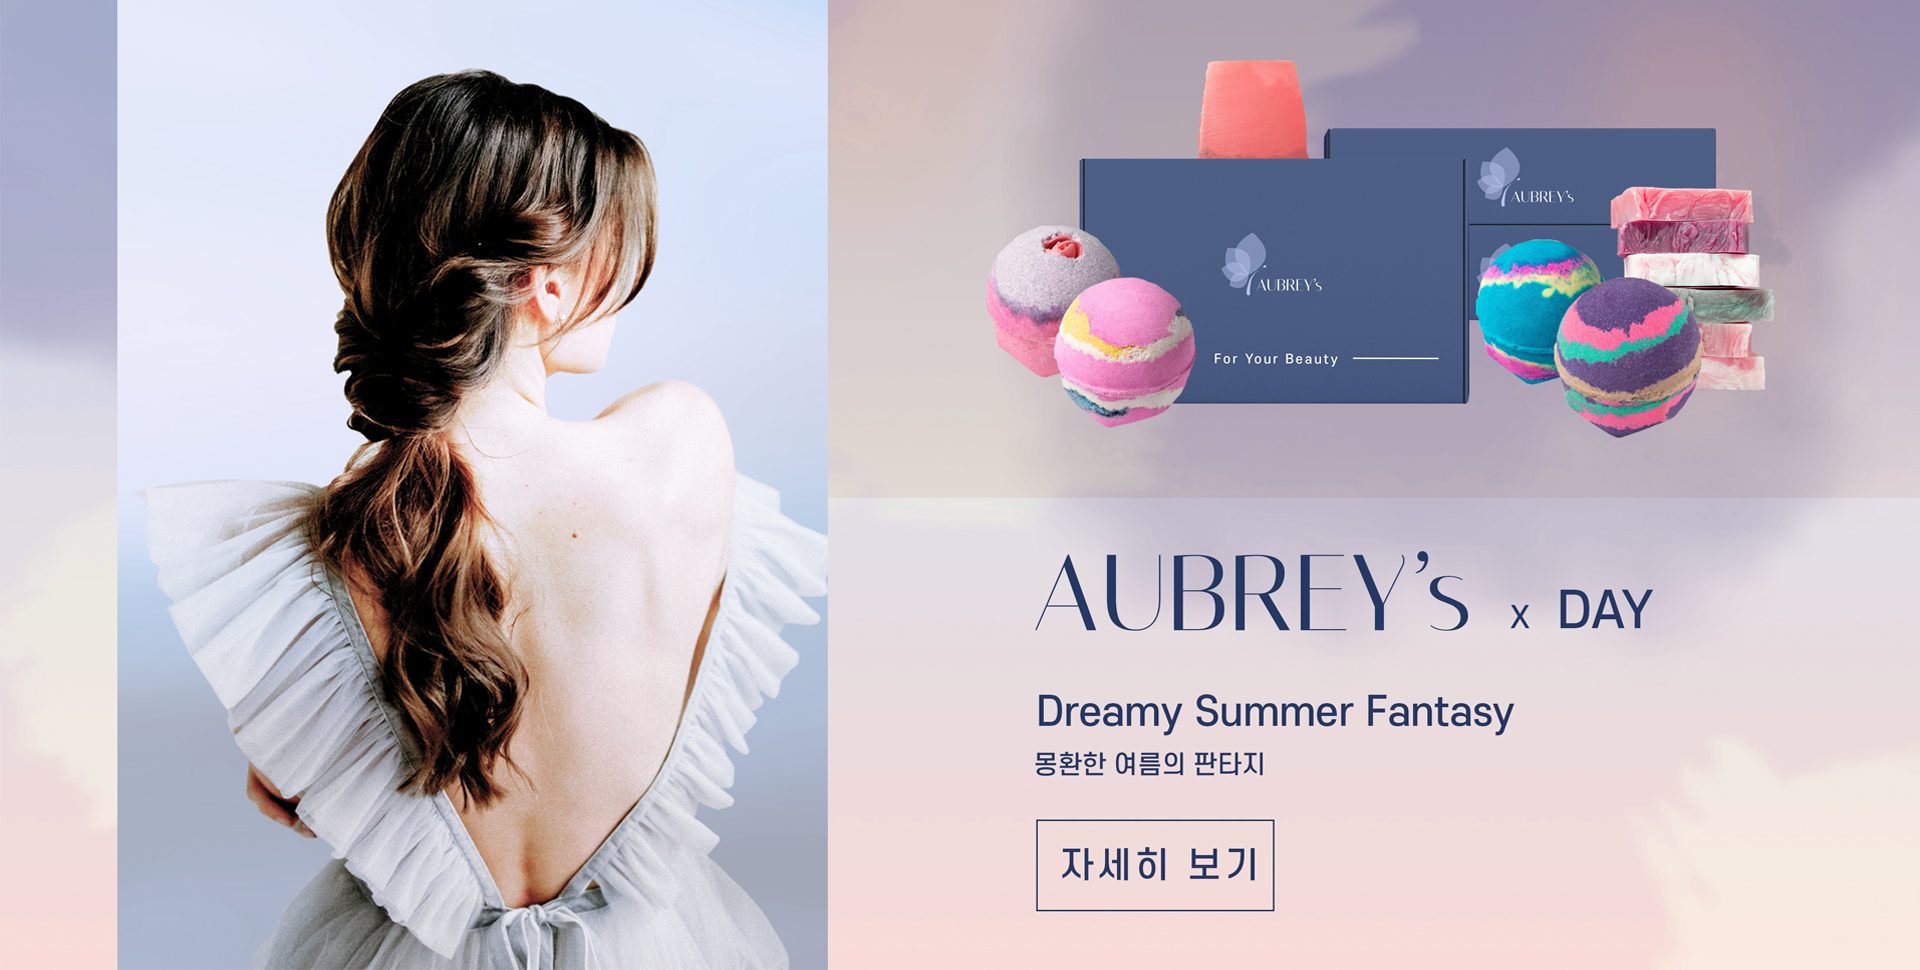 AUBREY's
AUBREY's
For Your Beauty
AUBREY’s x DAY
Dreamy Summer Fantasy
몽환한 여름의 판타지
자세히 보기